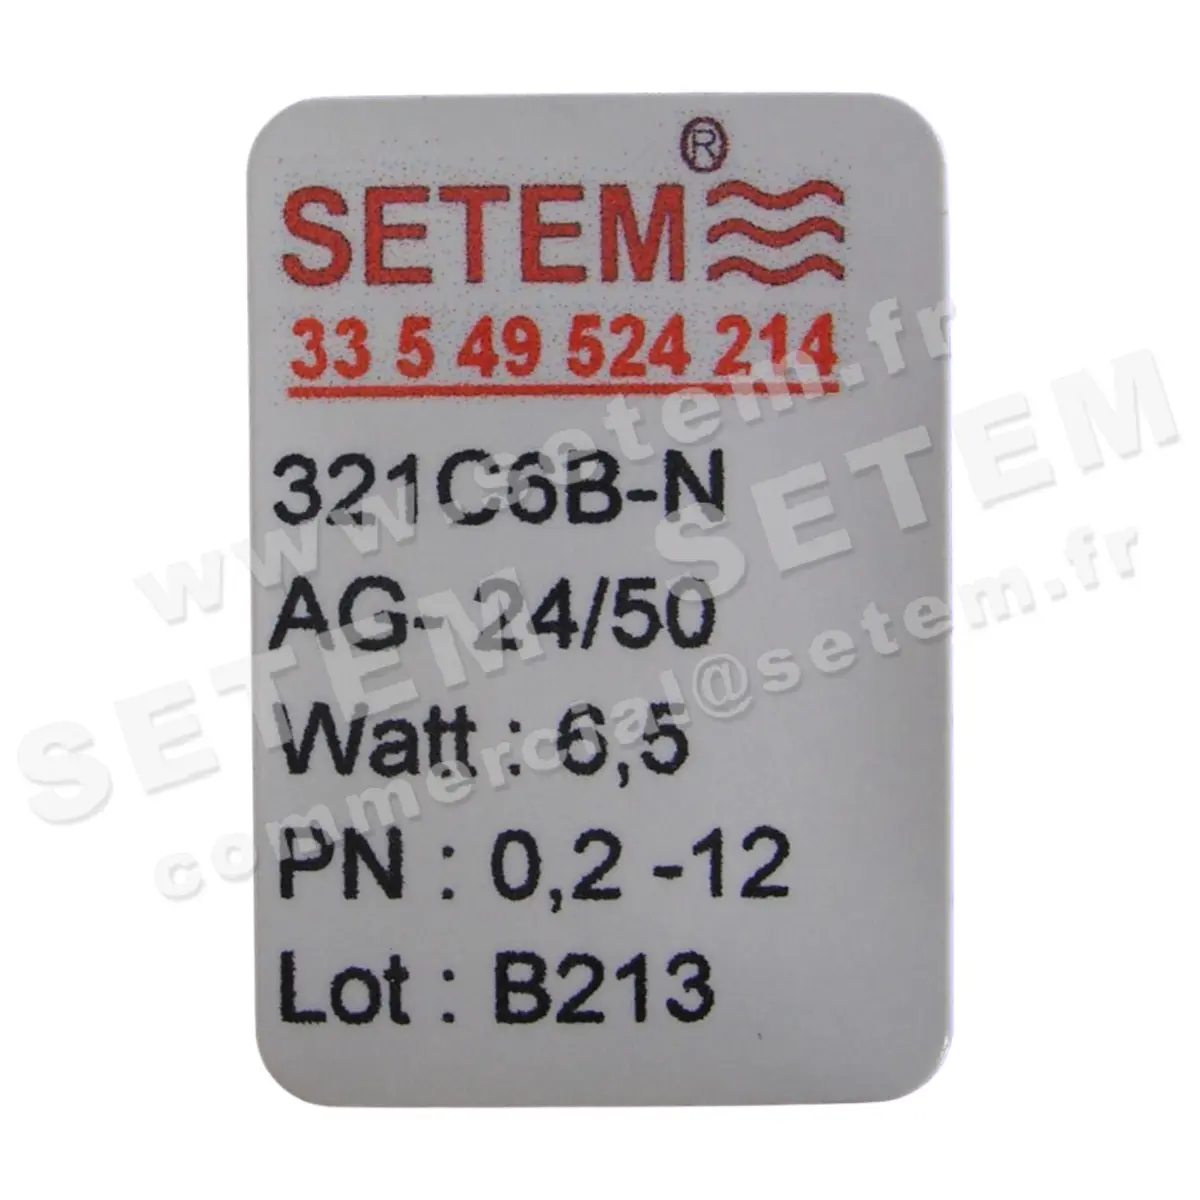 SETEM®
33 5 49 524 214
321C6B-N
AG- 24/50
Watt : 6,5
PN : 0,2 -12
Lot : B213
www.setem.fr
SETEM SETEM
commercial@setem.fr